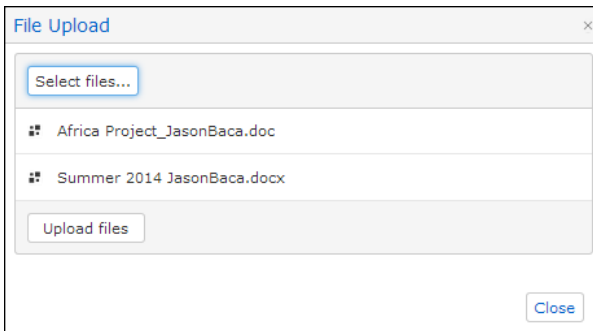 File Upload
Select files...
Africa Project_JasonBaca.doc
Summer 2014 JasonBaca.docx
Upload files
Close